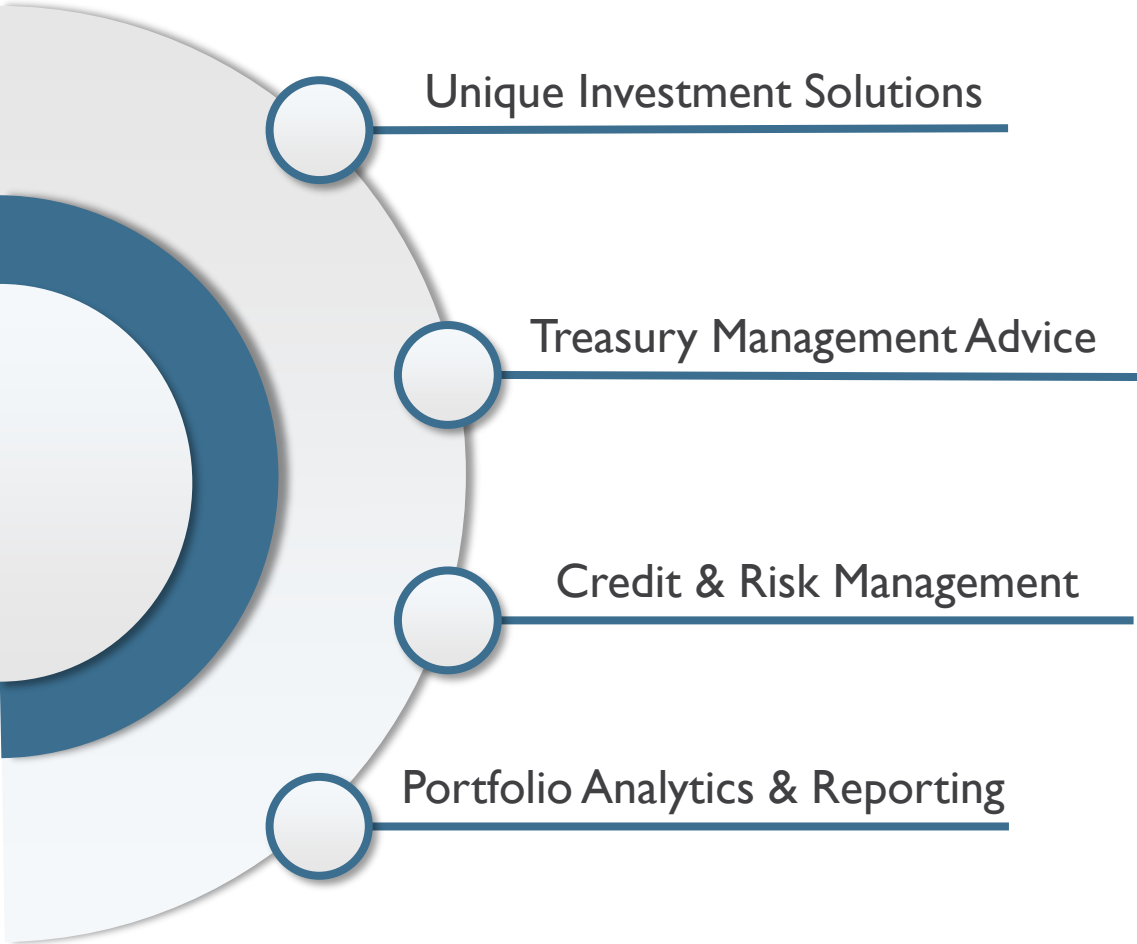 Unique Investment Solutions
Treasury Management Advice
Credit & Risk Management
Portfolio Analytics & Reporting